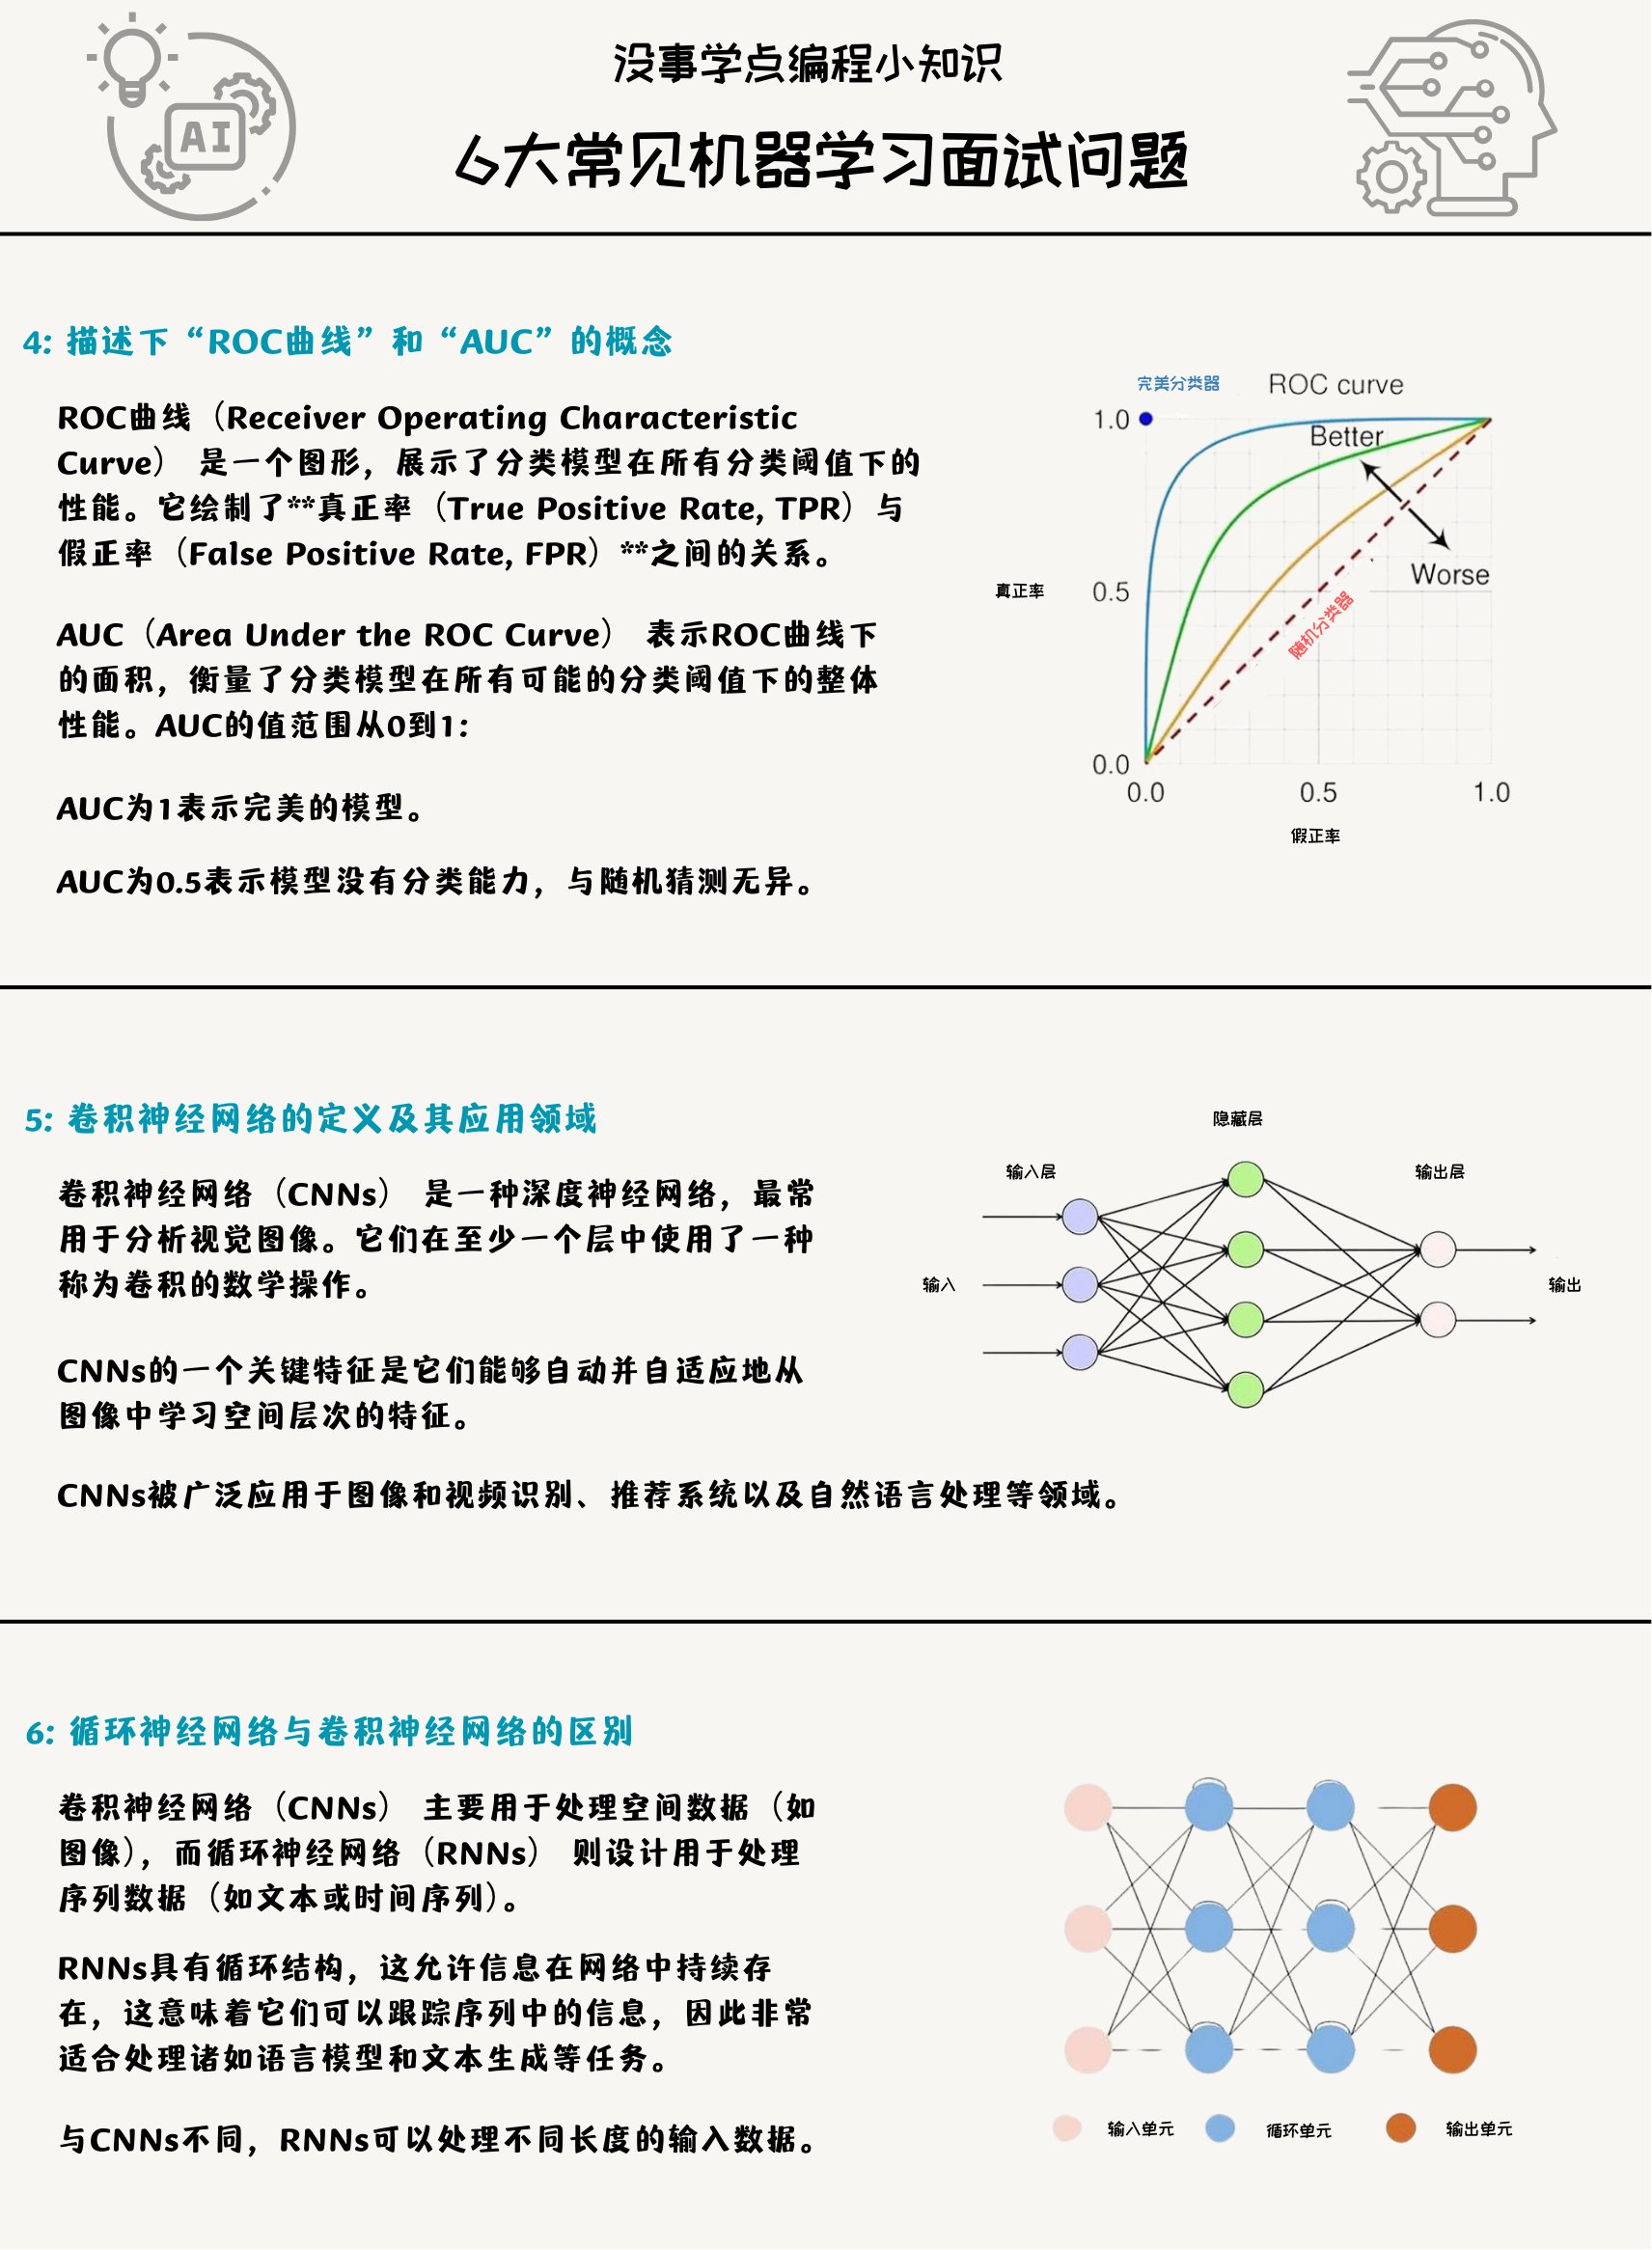 AI
没事学点编程小知识
6大常见机器学习面试问题
4: 描述下“ROC曲线”和“AUC”的概念
ROC曲线（Receiver Operating Characteristic
Curve） 是一个图形，展示了分类模型在所有分类阈值下的
性能。它绘制了**真正率（True Positive Rate, TPR）与
假正率（False Positive Rate, FPR）**之间的关系。
AUC（Area Under the ROC Curve） 表示ROC曲线下
的面积，衡量了分类模型在所有可能的分类阈值下的整体
性能。AUC的值范围从0到1：
AUC为1表示完美的模型。
AUC为0.5表示模型没有分类能力，与随机猜测无异。
完美分类器
ROC curve
1.0
Better
Worse
真正率
0.5
随机分类器
0.0
0.0 0.5 1.0
假正率
5: 卷积神经网络的定义及其应用领域
卷积神经网络（CNNs） 是一种深度神经网络，最常
用于分析视觉图像。它们在至少一个层中使用了一种
称为卷积的数学操作。
CNNs的一个关键特征是它们能够自动并自适应地从
图像中学习空间层次的特征。
CNNs被广泛应用于图像和视频识别、推荐系统以及自然语言处理等领域。
隐藏层
输入层
输出层
输入
输出
6: 循环神经网络与卷积神经网络的区别
卷积神经网络（CNNs） 主要用于处理空间数据（如
图像），而循环神经网络（RNNs） 则设计用于处理
序列数据（如文本或时间序列）。
RNNs具有循环结构，这允许信息在网络中持续存
在，这意味着它们可以跟踪序列中的信息，因此非常
适合处理诸如语言模型和文本生成等任务。
与CNNs不同，RNNs可以处理不同长度的输入数据。
输入单元 循环单元 输出单元